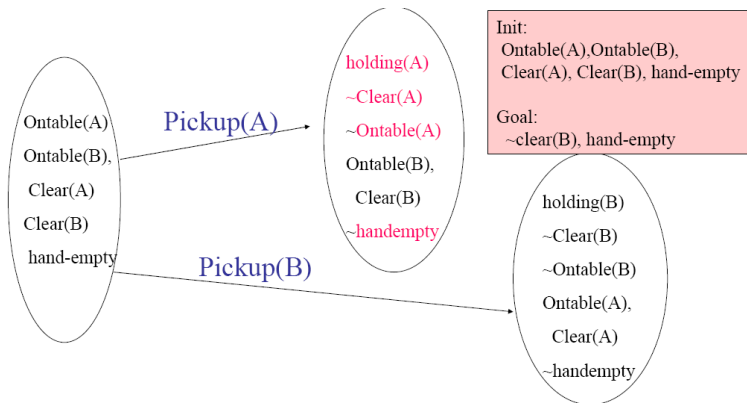 Init:
Ontable(A),Ontable(B),
Clear(A), Clear(B), hand-empty
Goal:
~clear(B), hand-empty
Ontable(A)
Ontable(B),
Clear(A)
Clear(B)
hand-empty
Pickup(A)
holding(A)
~Clear(A)
~Ontable(A)
Ontable(B),
Clear(B)
~handempty
Pickup(B)
holding(B)
~Clear(B)
~Ontable(B)
Ontable(A),
Clear(A)
~handempty